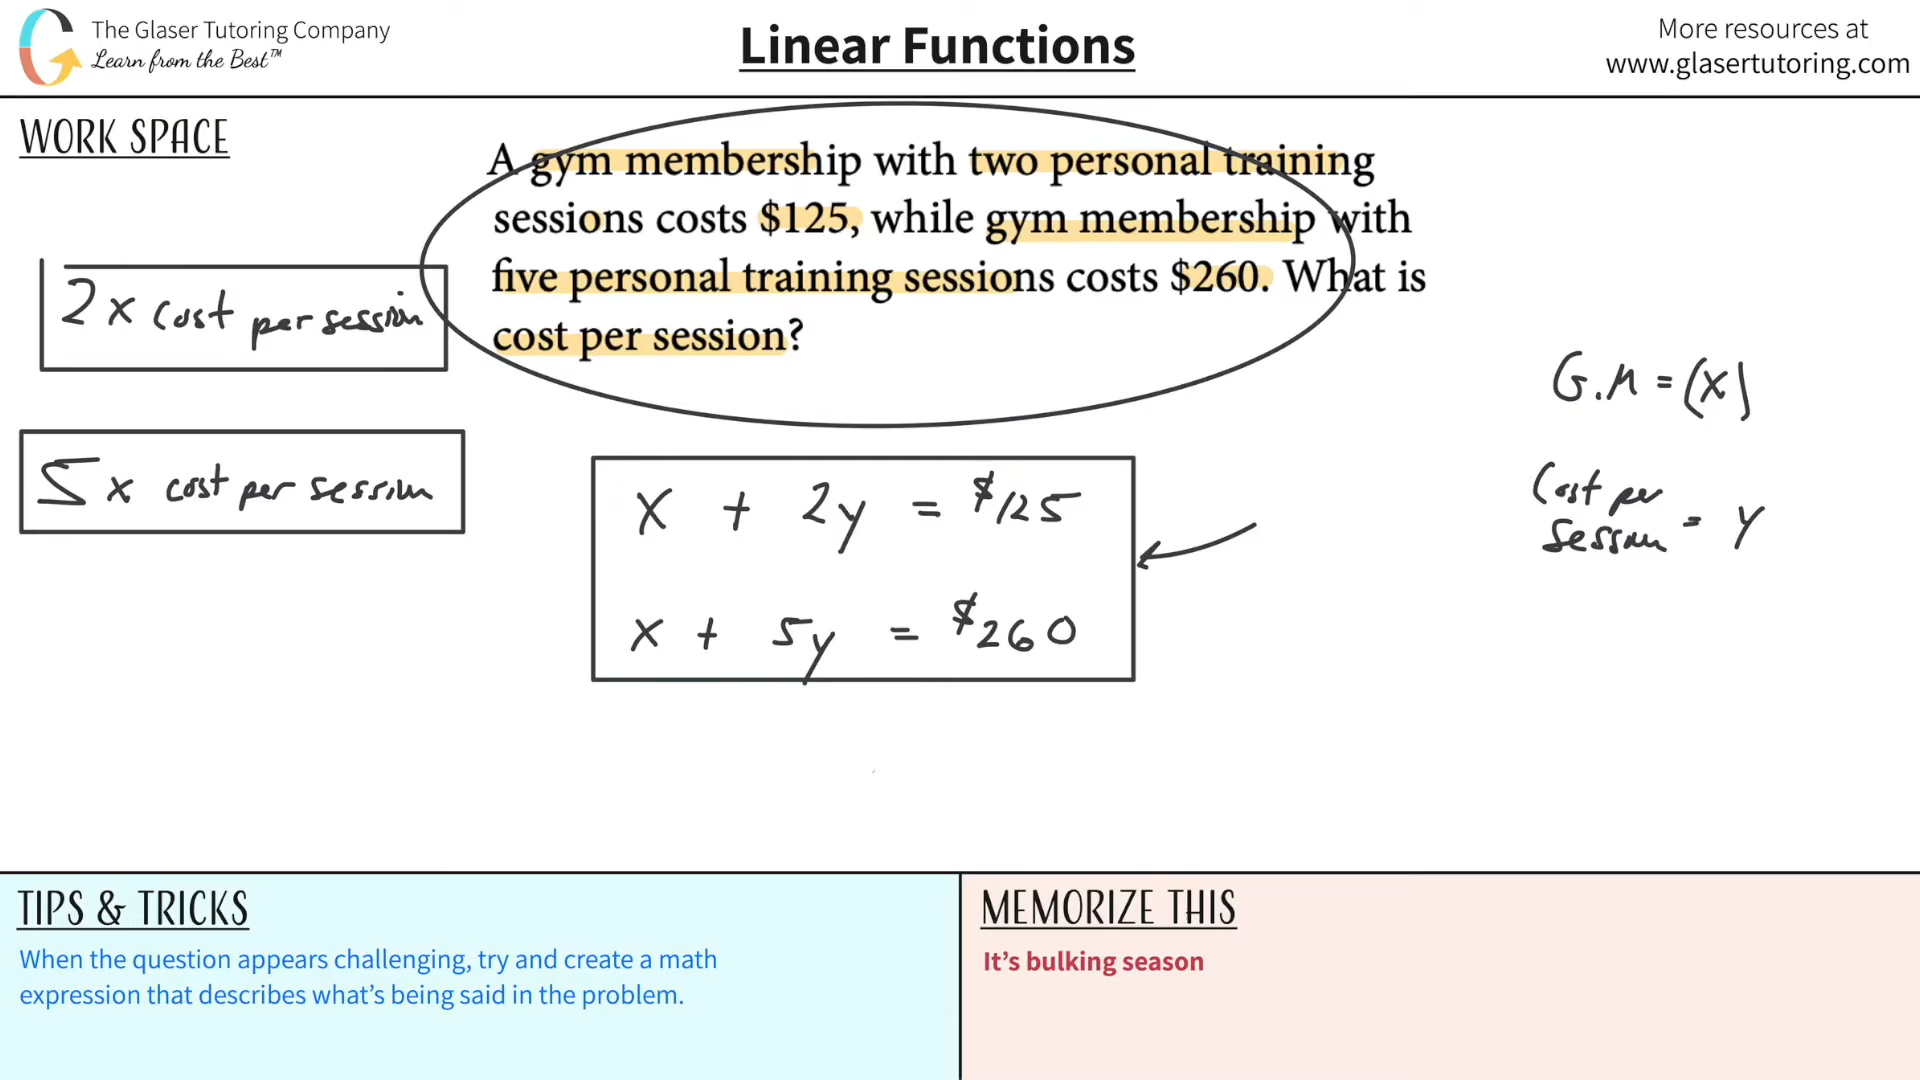 The Glaser Tutoring Company
Learn from the Best™
Linear Functions
More resources at
www.glasertutoring.com
WORK SPACE
A gym membership with two personal training
sessions costs $125, while gym membership with
five personal training sessions costs $260. What is
cost per session?
2 x cost per session
5 x cost per session
x + 2y = $125
x + 5y = $260
G.M = (x)
Cost per
session = y
TIPS & TRICKS
When the question appears challenging, try and create a math
expression that describes what's being said in the problem.
MEMORIZE THIS
It's bulking season